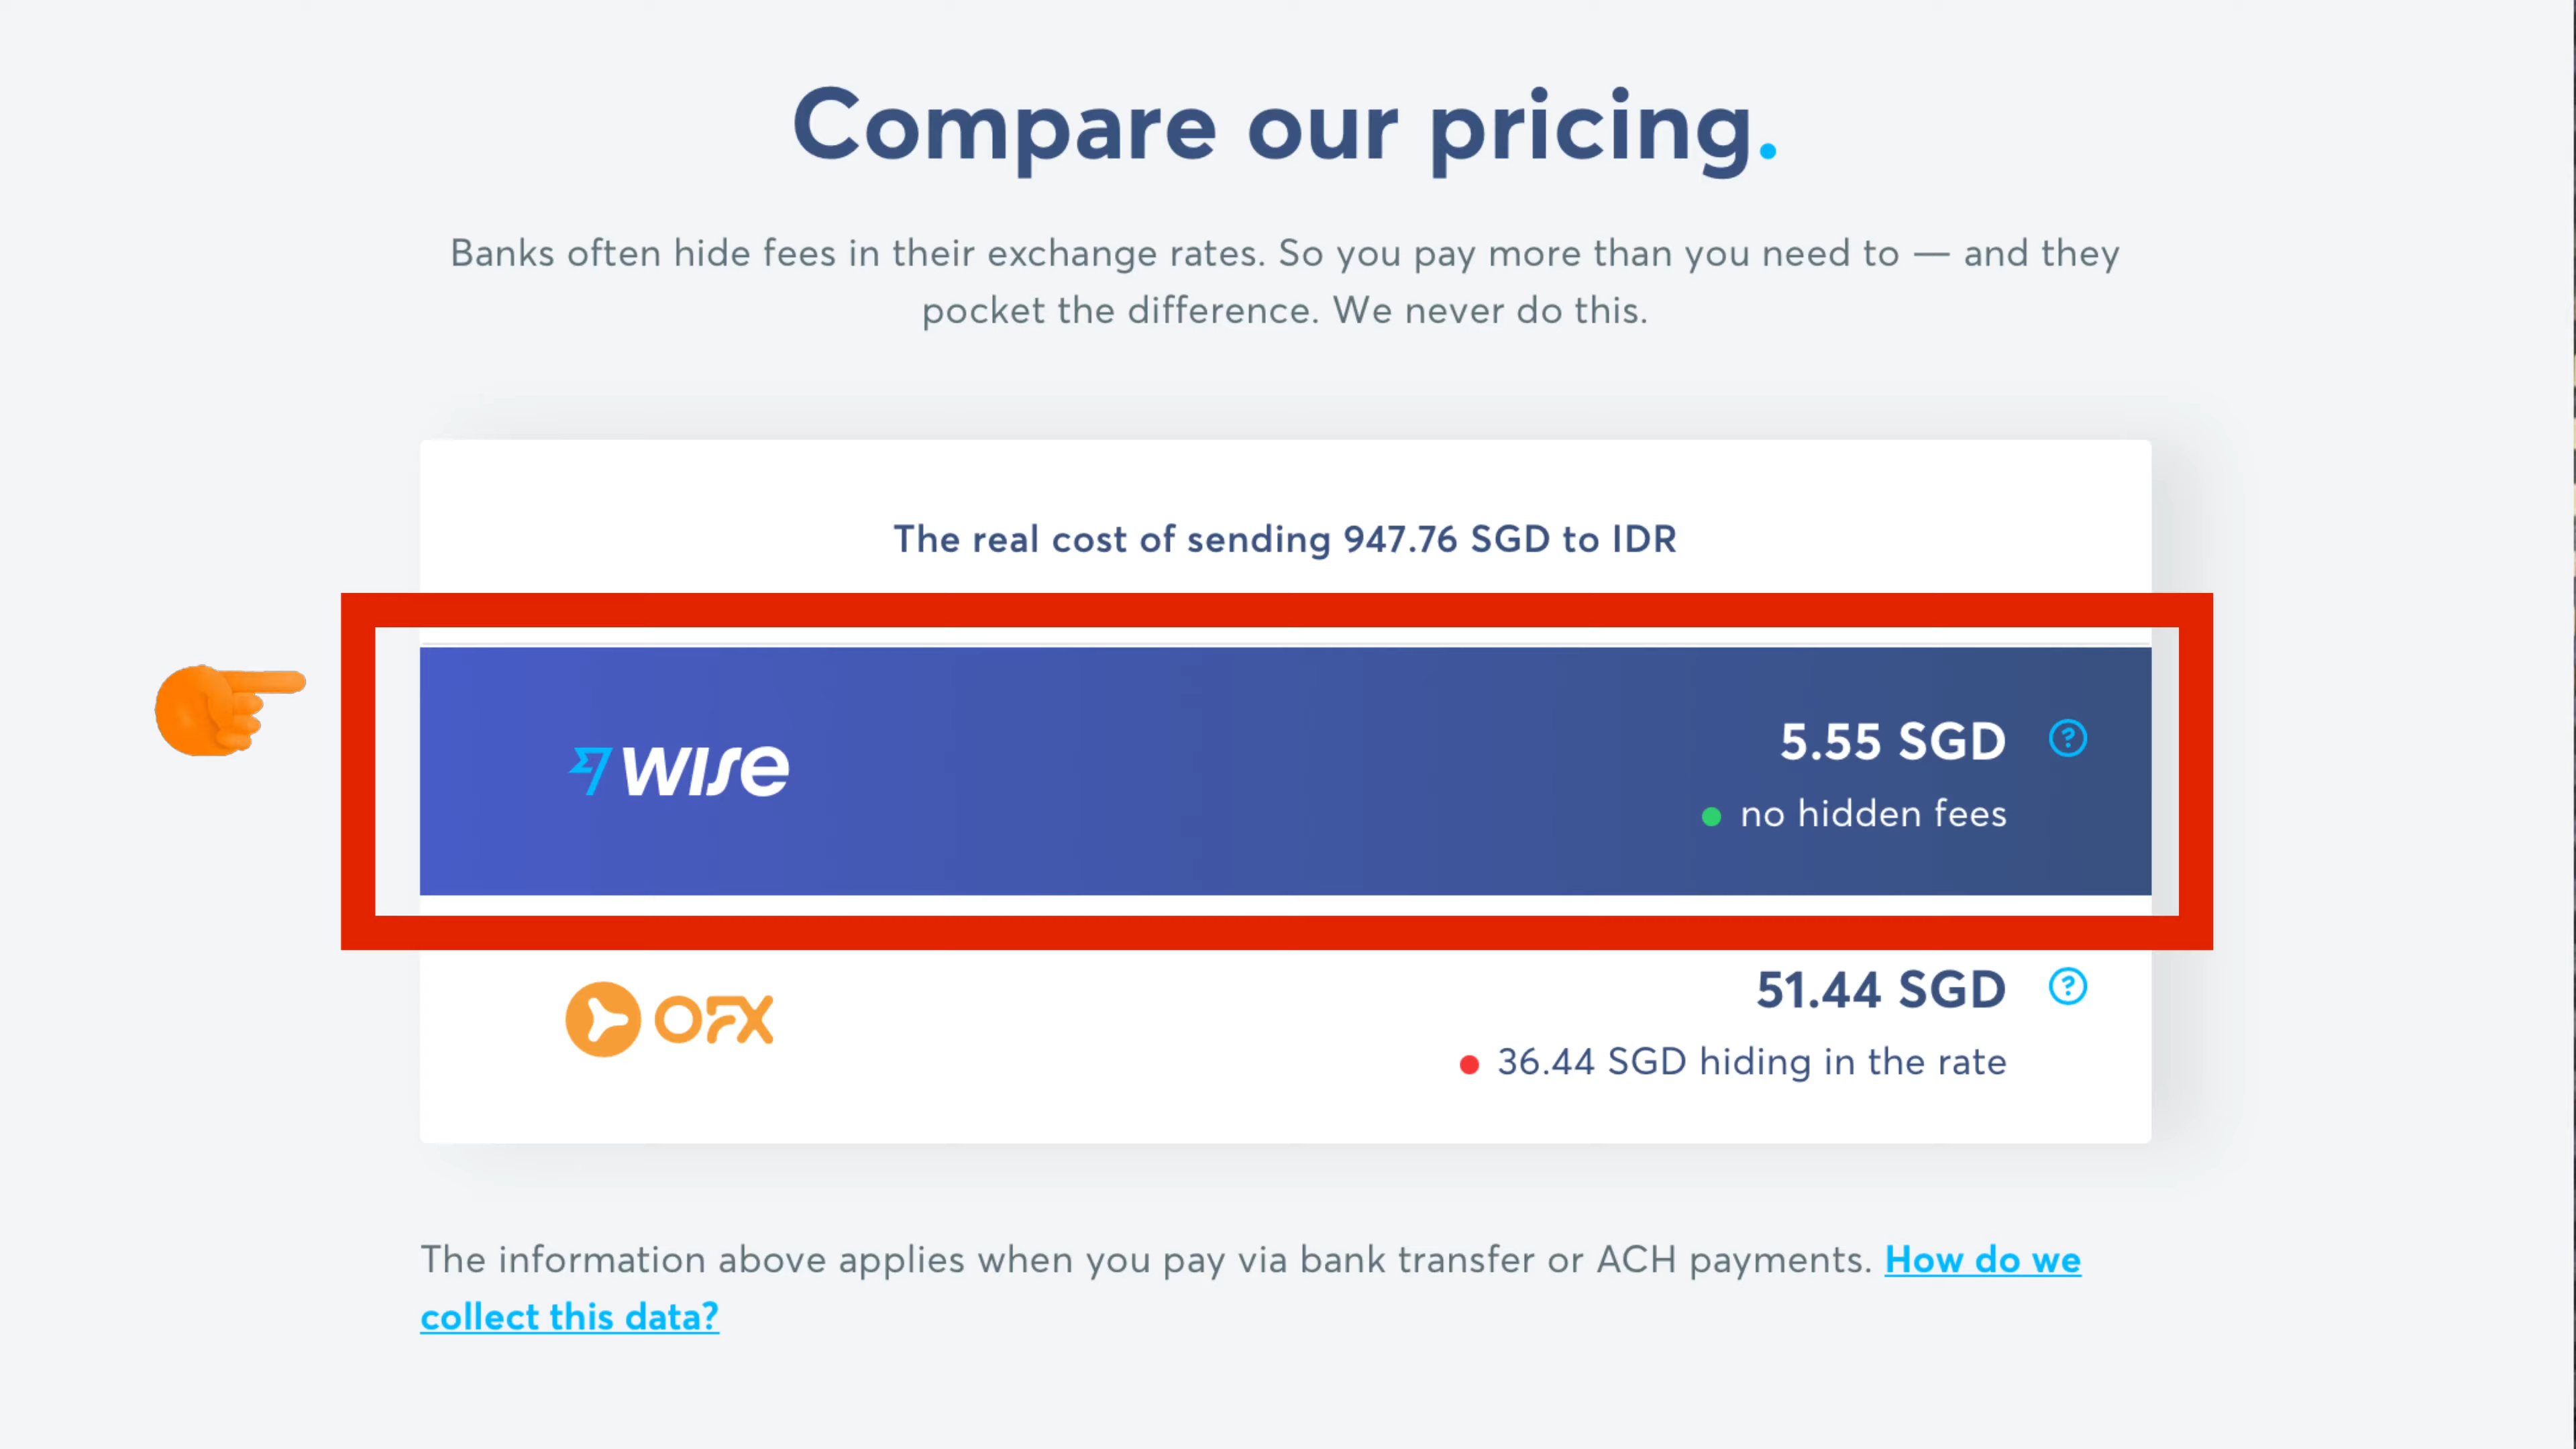 Compare our pricing.
Banks often hide fees in their exchange rates. So you pay more than you need to — and they
pocket the difference. We never do this.
The real cost of sending 947.76 SGD to IDR
WISE
5.55 SGD ?
no hidden fees
OFX
51.44 SGD ?
36.44 SGD hiding in the rate
The information above applies when you pay via bank transfer or ACH payments. How do we
collect this data?